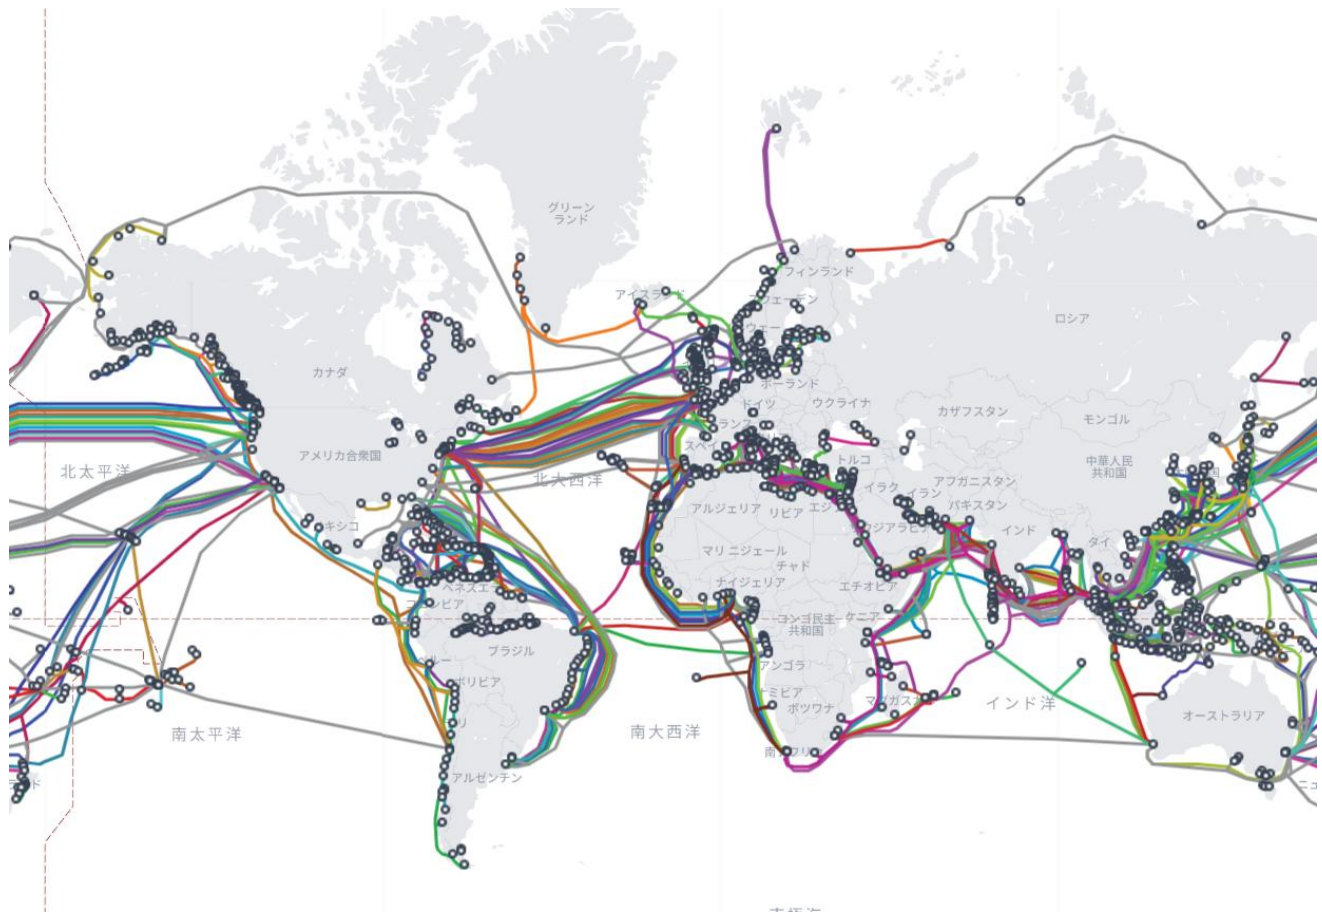 グリーン
ランド
フィンランド
ロシア
カナダ
ポーランド
ドイツ
ウクライナ
カザフスタン
モンゴル
アメリカ合衆国
北太平洋
北大西洋
トルコ
中華人民
共和国
アフガニスタン
イラク
イラン
パキスタン
アルジェリア
リビア
インド
タイ
マリ
ニジェール
チャド
ナイジェリア
エチオピア
コンゴ民主
共和国
ケニア
ブラジル
アンゴラ
ボリビア
ボツワナ
インド洋
オーストラリア
南太平洋
南大西洋
アルゼンチン